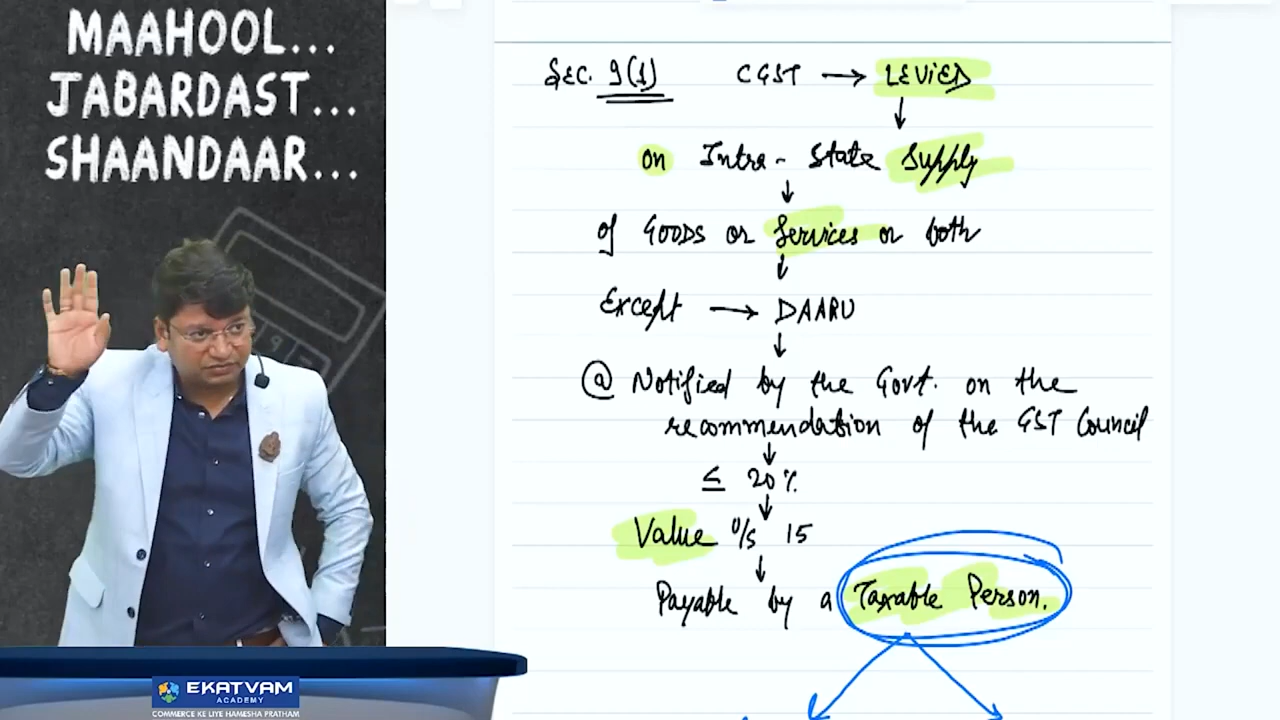 MAAHOOL...
JABARDAST...
SHAANDAAR...
SEC. 9(1) CGST → LEVIED
on Intra-State Supply
of GOODS or Services or both
Except → DAARU
@ Notified by the Govt. on the
recommendation of the GST Council
≤ 20%
Value u/s 15
Payable by a Taxable Person.
EKATVAM
ACADEMY
COMMERCE KE LIYE HAMESHA PRATHAM